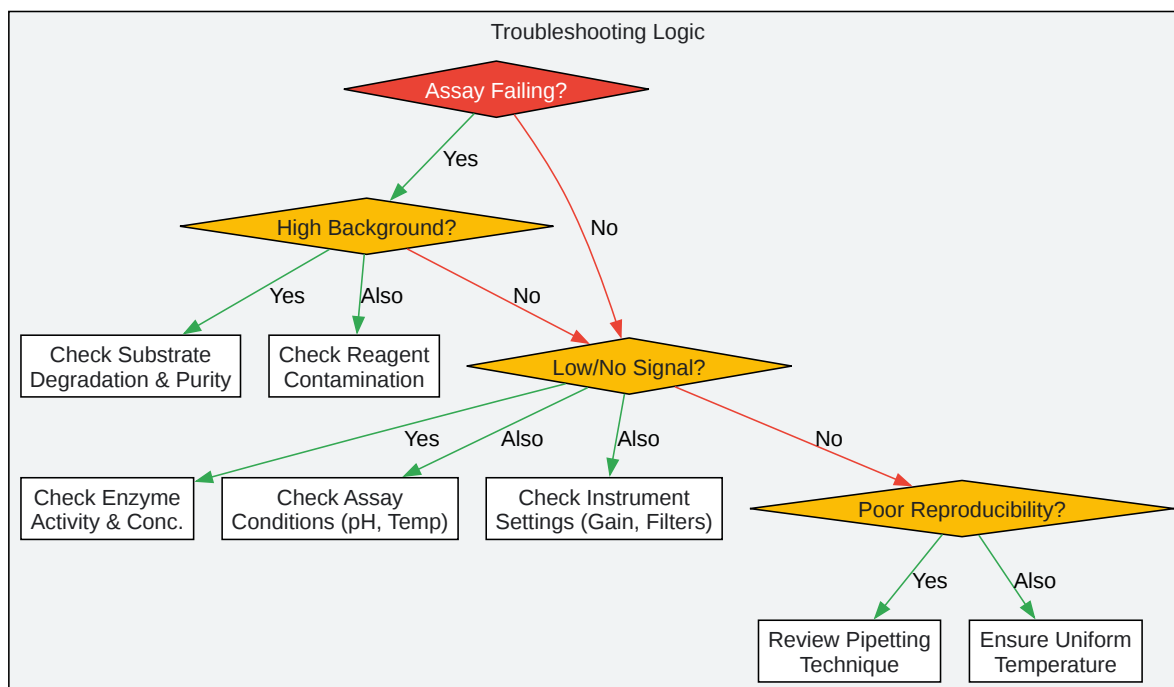 Troubleshooting Logic
Assay Failing?
Yes
No
High Background?
Yes
Also
No
Check Substrate
Degradation & Purity
Check Reagent
Contamination
Low/No Signal?
Yes
Also
Also
No
Check Enzyme
Activity & Conc.
Check Assay
Conditions (pH, Temp)
Check Instrument
Settings (Gain, Filters)
Poor Reproducibility?
Yes
Also
Review Pipetting
Technique
Ensure Uniform
Temperature